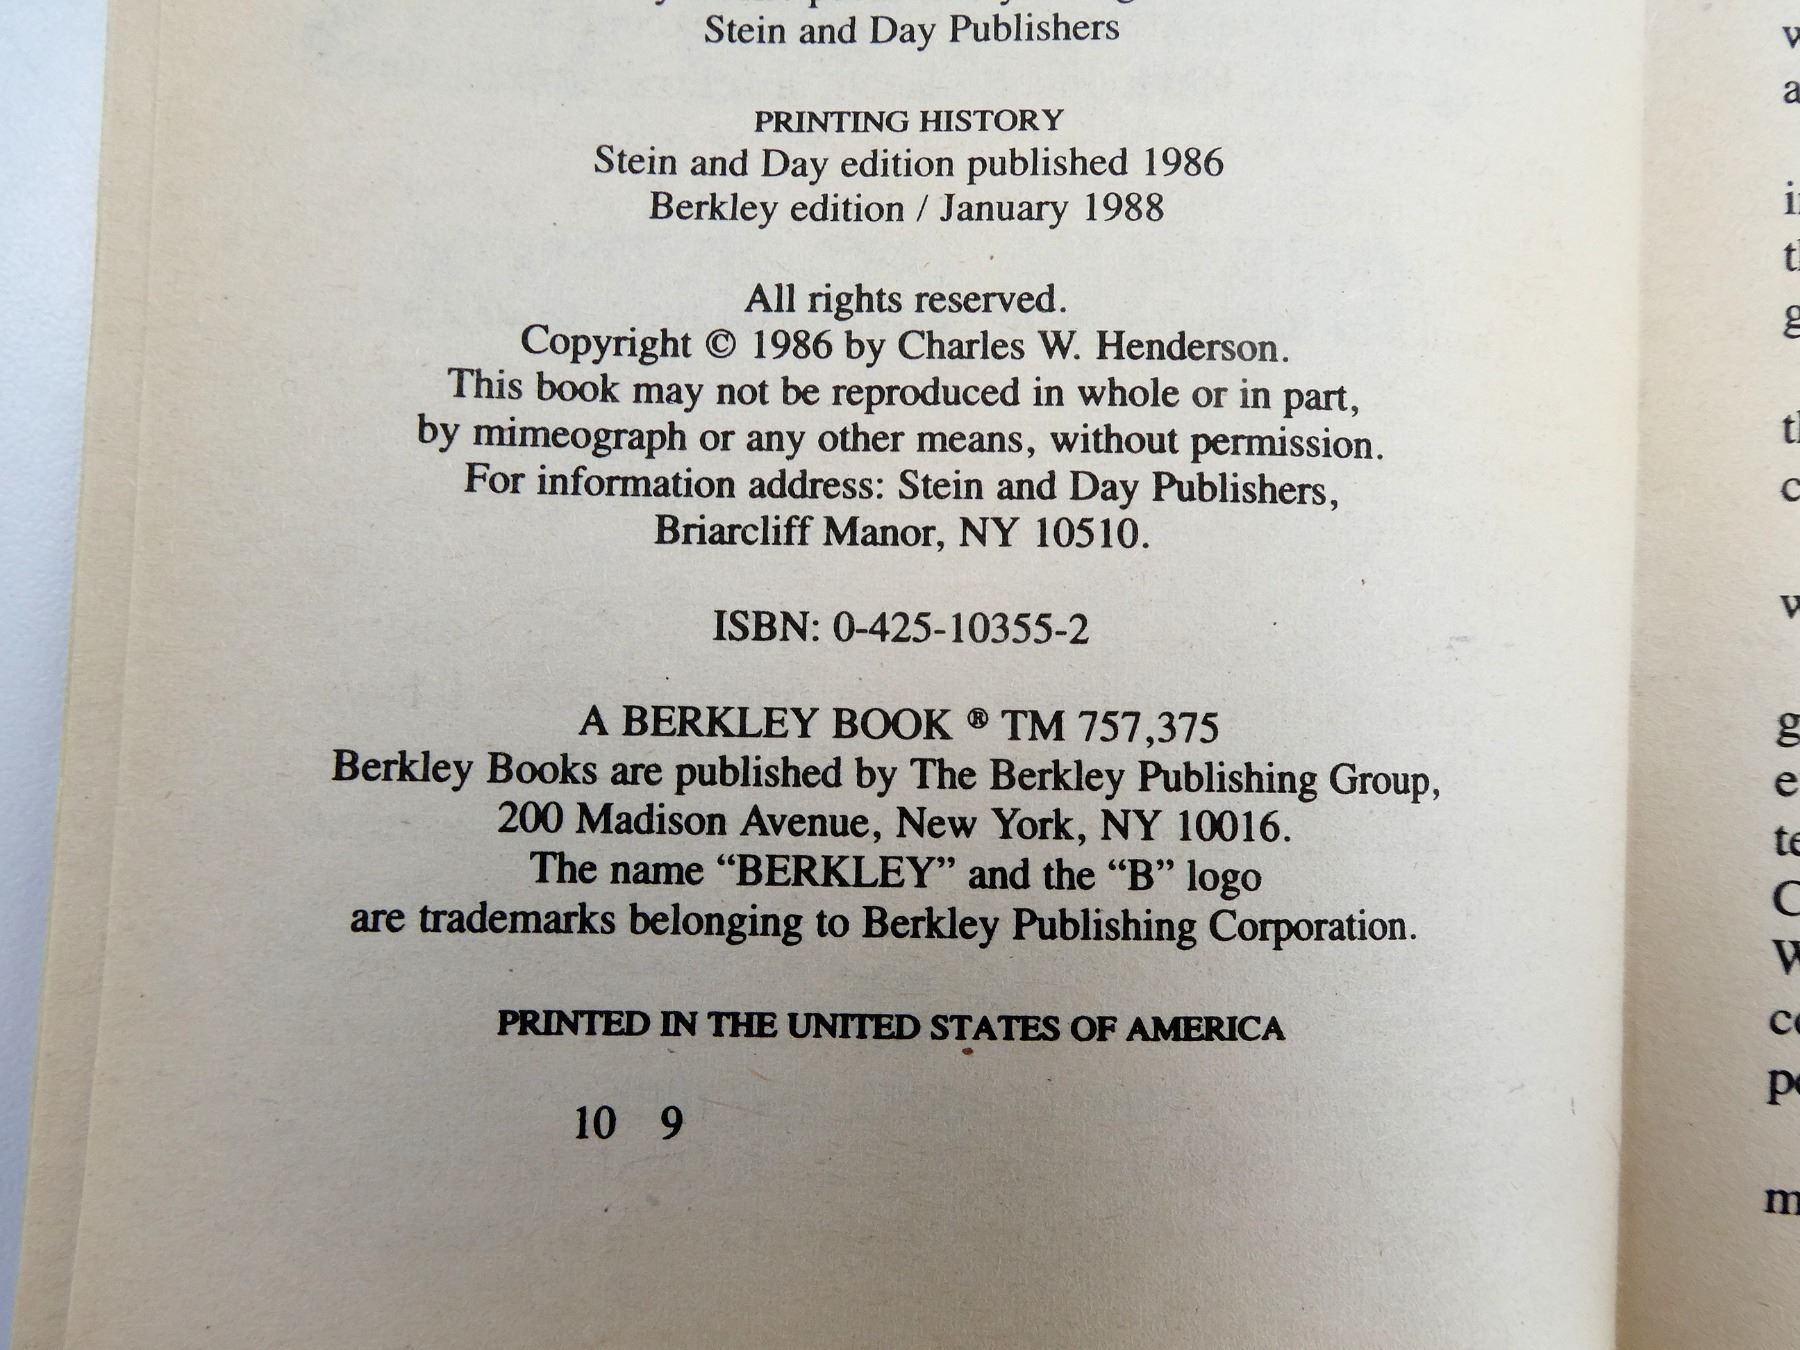 Stein and Day Publishers
PRINTING HISTORY
Stein and Day edition published 1986
Berkley edition / January 1988
All rights reserved.
Copyright © 1986 by Charles W. Henderson.
This book may not be reproduced in whole or in part,
by mimeograph or any other means, without permission.
For information address: Stein and Day Publishers,
Briarcliff Manor, NY 10510.
ISBN: 0-425-10355-2
A BERKLEY BOOK ® TM 757,375
Berkley Books are published by The Berkley Publishing Group,
200 Madison Avenue, New York, NY 10016.
The name “BERKLEY” and the “B” logo
are trademarks belonging to Berkley Publishing Corporation.
PRINTED IN THE UNITED STATES OF AMERICA
10 9